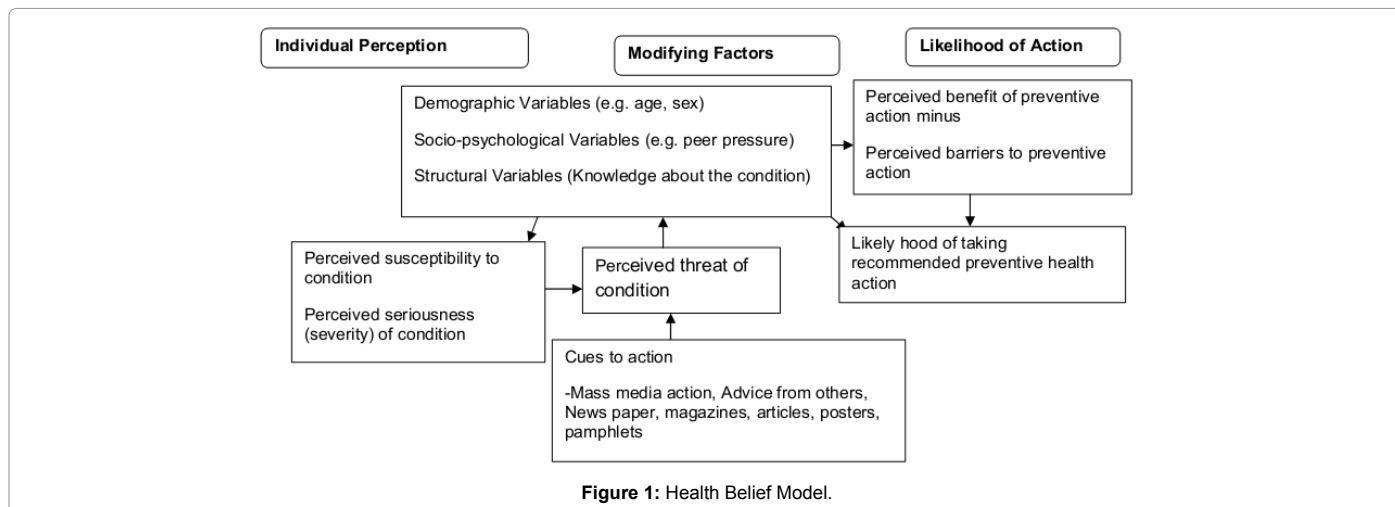 Individual Perception
Modifying Factors
Likelihood of Action
Demographic Variables (e.g. age, sex)
Socio-psychological Variables (e.g. peer pressure)
Structural Variables (Knowledge about the condition)
Perceived benefit of preventive
action minus
Perceived barriers to preventive
action
Perceived susceptibility to
condition
Perceived seriousness
(severity) of condition
Perceived threat of
condition
Likely hood of taking
recommended preventive health
action
Cues to action
-Mass media action, Advice from others,
News paper, magazines, articles, posters,
pamphlets
Figure 1: Health Belief Model.